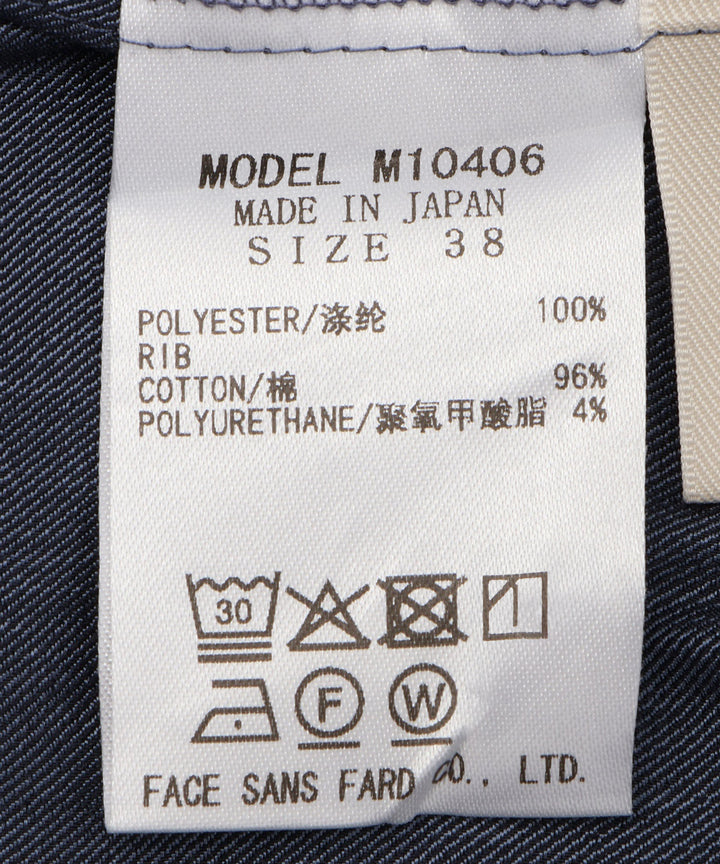 MODEL M10406
MADE IN JAPAN
SIZE 38
POLYESTER/涤纶 100%
RIB
COTTON/棉 96%
POLYURETHANE/聚氧甲酸脂 4%
30
F W
FACE SANS FARD CO., LTD.